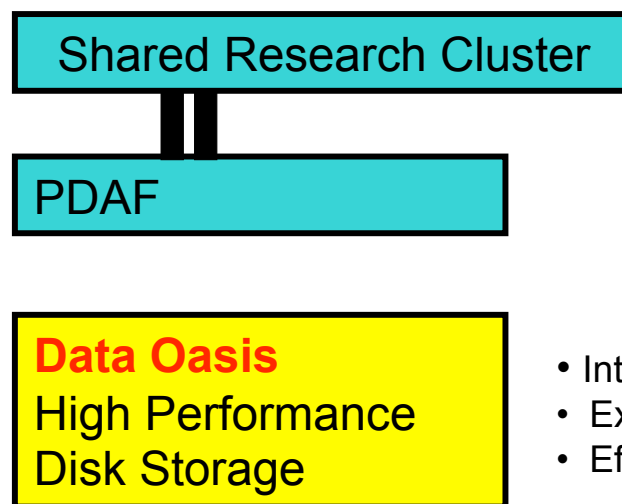 Shared Research Cluster
PDAF
Data Oasis
High Performance
Disk Storage